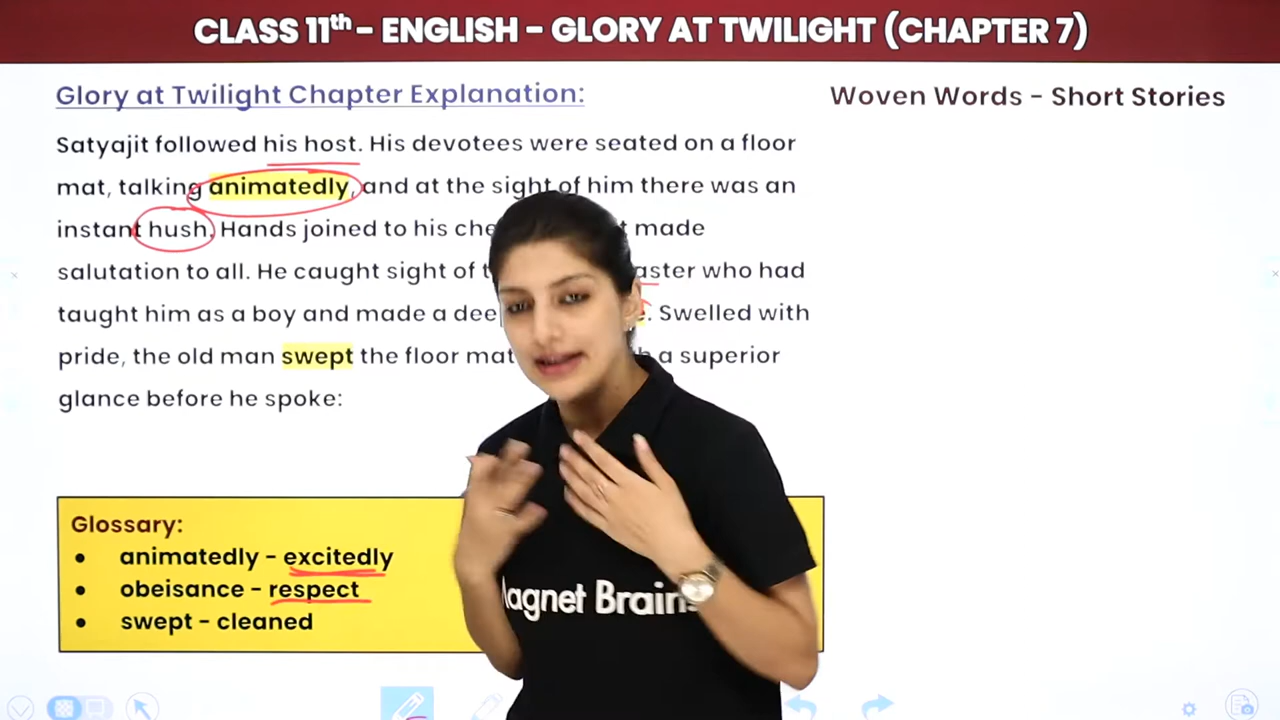 CLASS 11th - ENGLISH - GLORY AT TWILIGHT (CHAPTER 7)
Glory at Twilight Chapter Explanation:
Woven Words - Short Stories
Satyajit followed his host. His devotees were seated on a floor
mat, talking animatedly, and at the sight of him there was an
instant hush. Hands joined to his made
salutation to all. He caught sight of who had
taught him as a boy and made a Swelled with
pride, the old man swept the floor mat a superior
glance before he spoke:
Glossary:
● animatedly - excitedly
● obeisance - respect
● swept - cleaned
Magnet Brains